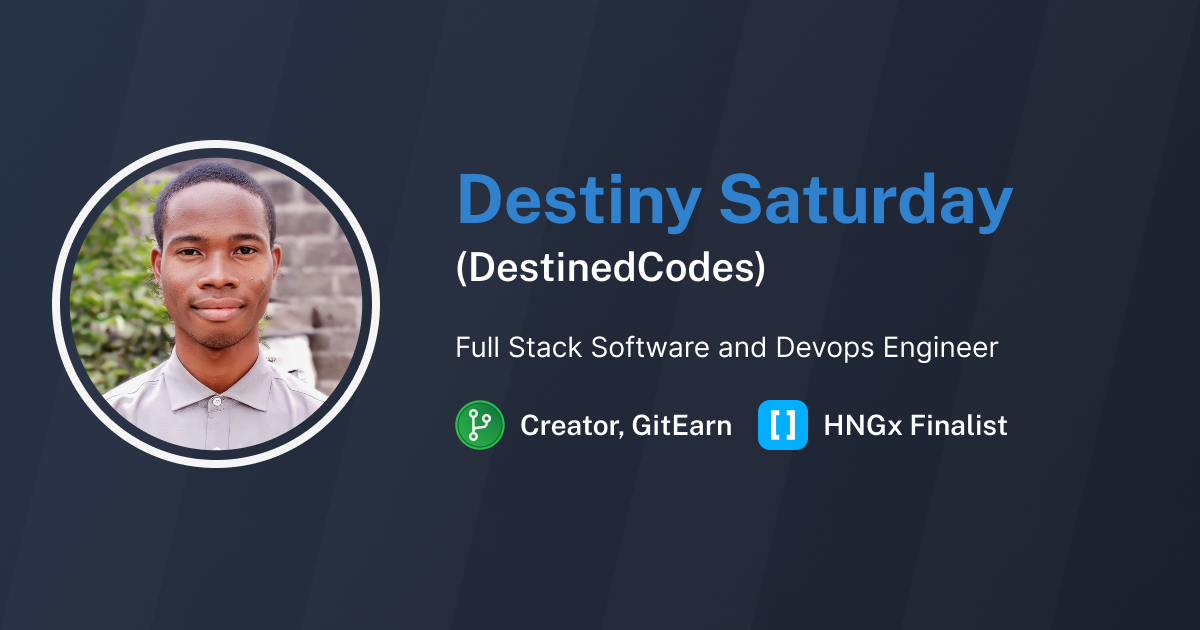 Destiny Saturday
(DestinedCodes)
Full Stack Software and Devops Engineer
Creator, GitEarn HNGx Finalist